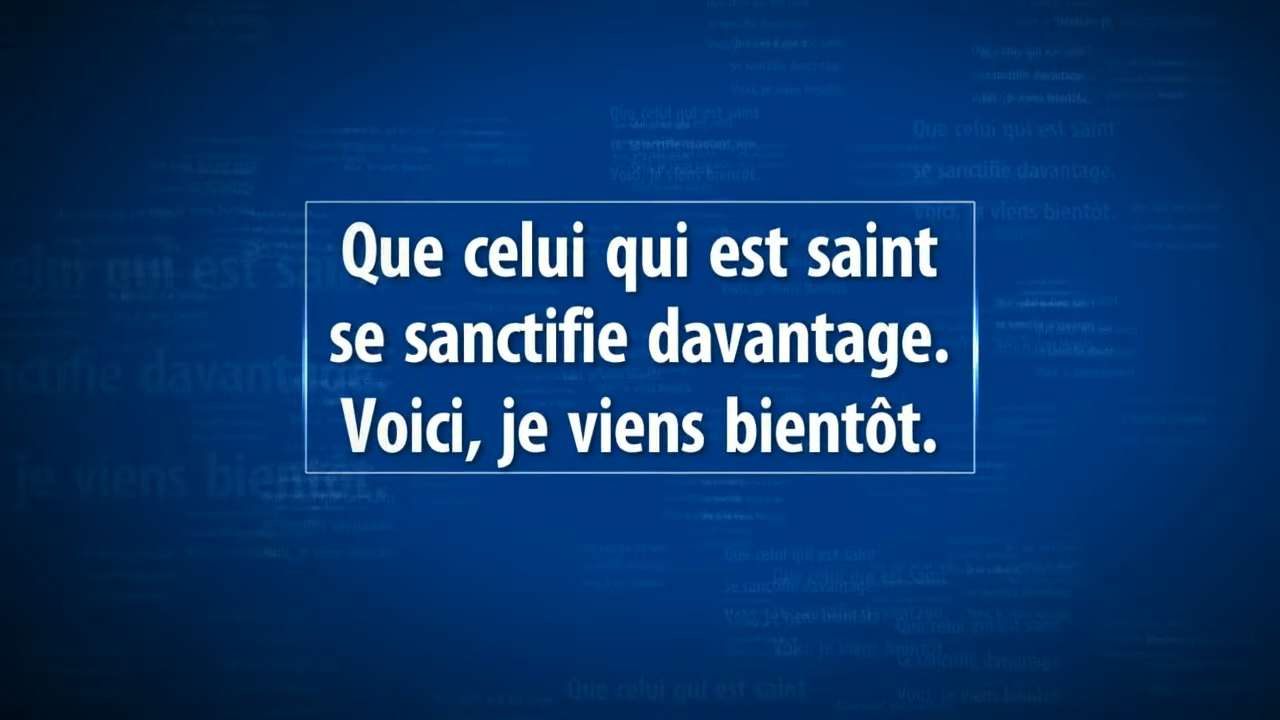 Que celui qui est saint
se sanctifie davantage.
Voici, je viens bientôt.